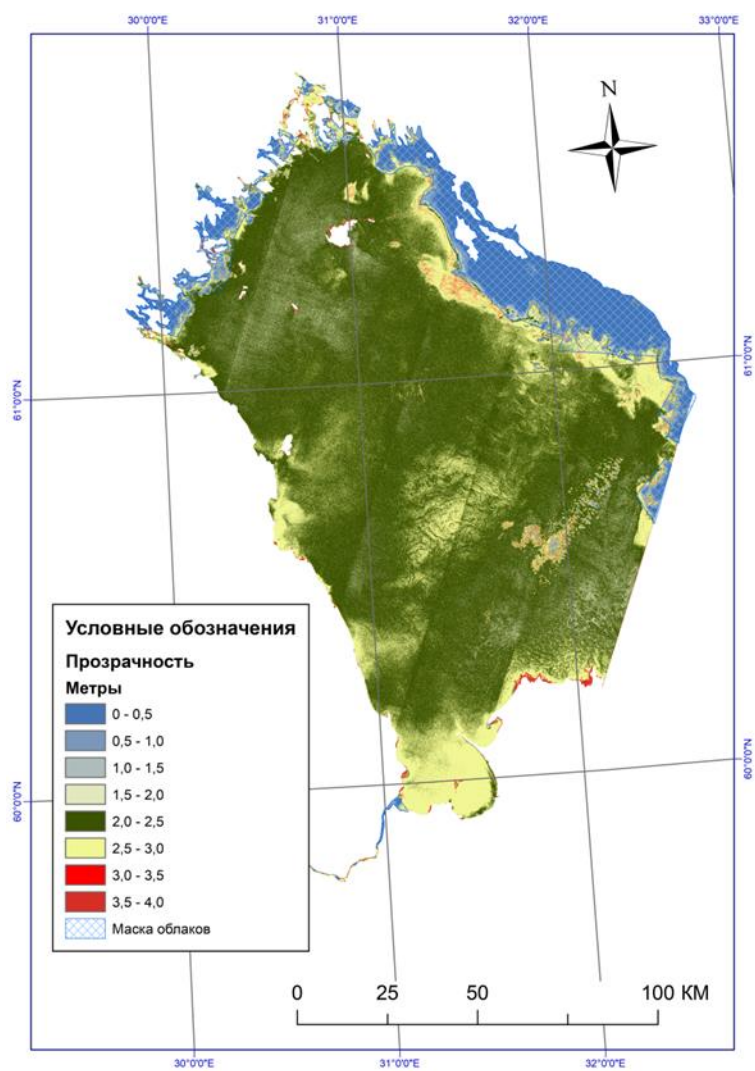 30°0'0"E 31°0'0"E 32°0'0"E 33°0'0"E
N
61°0'0"N
61°0'0"N
60°0'0"N
60°0'0"N
Условные обозначения
Прозрачность
Метры
0 - 0,5
0,5 - 1,0
1,0 - 1,5
1,5 - 2,0
2,0 - 2,5
2,5 - 3,0
3,0 - 3,5
3,5 - 4,0
Маска облаков
0 25 50 100 КМ
30°0'0"E 31°0'0"E 32°0'0"E